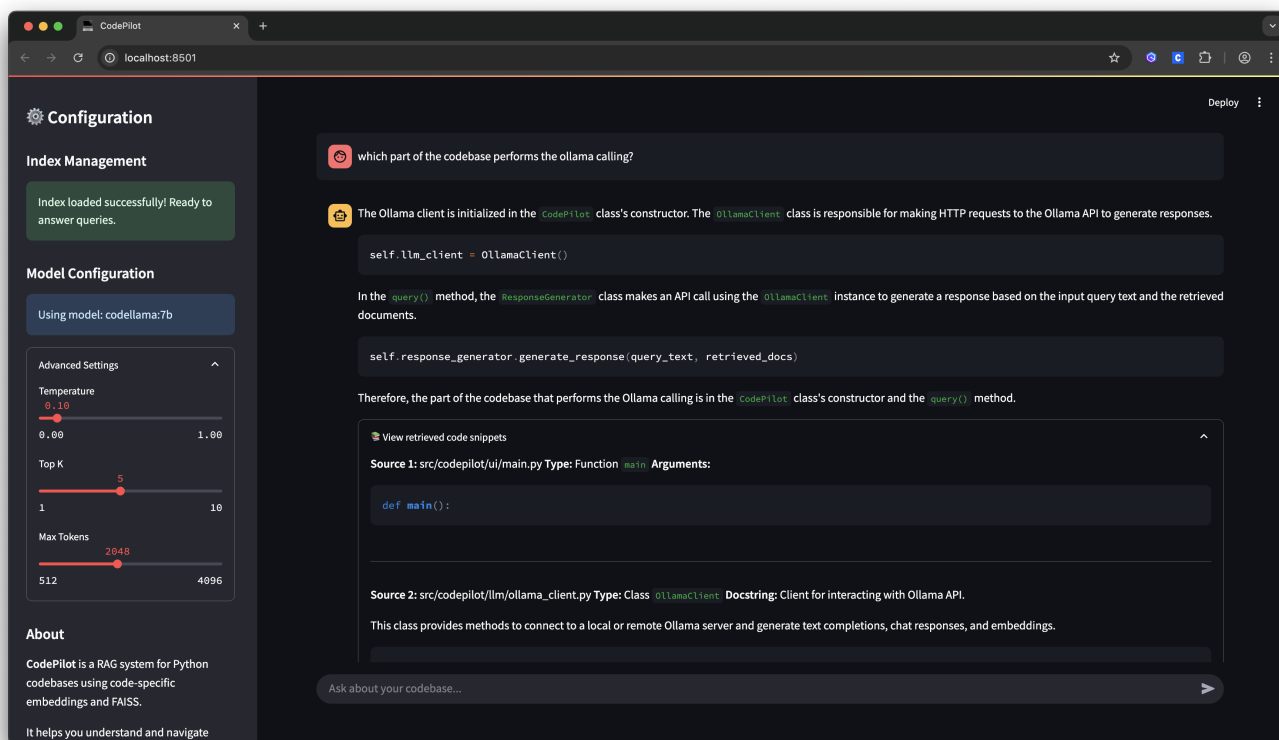 CodePilot
localhost:8501
Deploy
Configuration
Index Management
Index loaded successfully! Ready to
answer queries.
Model Configuration
Using model: codellama:7b
Advanced Settings
Temperature
0.10
0.00 1.00
Top K
5
1 10
Max Tokens
2048
512 4096
About
CodePilot is a RAG system for Python
codebases using code-specific
embeddings and FAISS.
It helps you understand and navigate
which part of the codebase performs the ollama calling?
The Ollama client is initialized in the CodePilot class's constructor. The OllamaClient class is responsible for making HTTP requests to the Ollama API to generate responses.
self.llm_client = OllamaClient()
In the query() method, the ResponseGenerator class makes an API call using the OllamaClient instance to generate a response based on the input query text and the retrieved
documents.
self.response_generator.generate_response(query_text, retrieved_docs)
Therefore, the part of the codebase that performs the Ollama calling is in the CodePilot class's constructor and the query() method.
View retrieved code snippets
Source 1: src/codepilot/ui/main.py Type: Function main Arguments:
def main():
Source 2: src/codepilot/llm/ollama_client.py Type: Class OllamaClient Docstring: Client for interacting with Ollama API.
This class provides methods to connect to a local or remote Ollama server and generate text completions, chat responses, and embeddings.
Ask about your codebase...